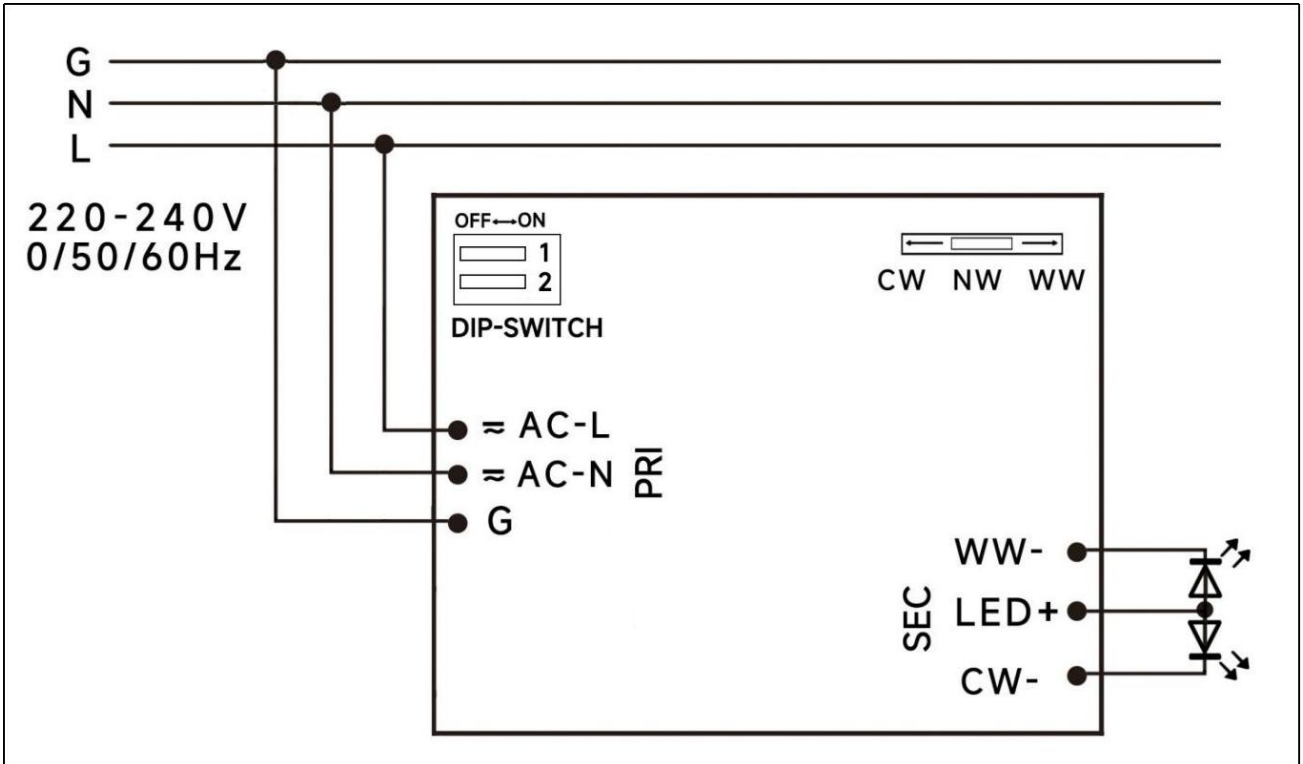 G
N
L
220-240V
0/50/60Hz
OFF↔ON
1
2
DIP-SWITCH
CW NW WW
≂ AC-L
≂ AC-N
PRI
G
WW-
SEC
LED+
CW-